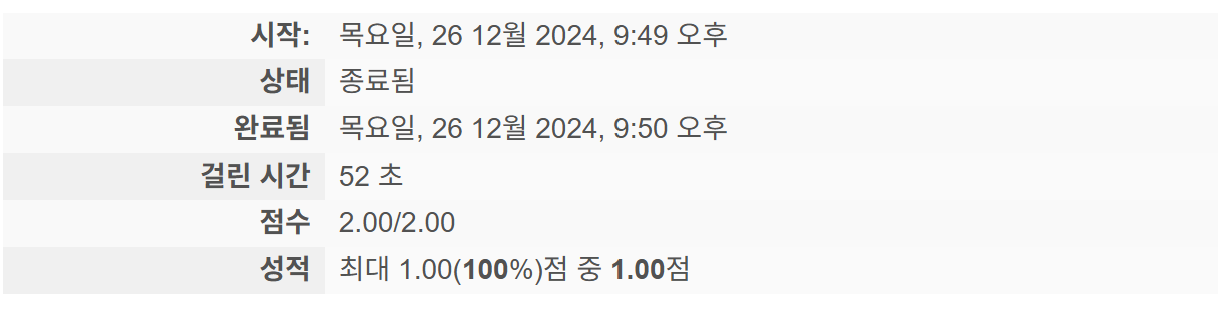 시작: 목요일, 26 12월 2024, 9:49 오후
상태 종료됨
완료됨 목요일, 26 12월 2024, 9:50 오후
걸린 시간 52 초
점수 2.00/2.00
성적 최대 1.00(100%)점 중 1.00점